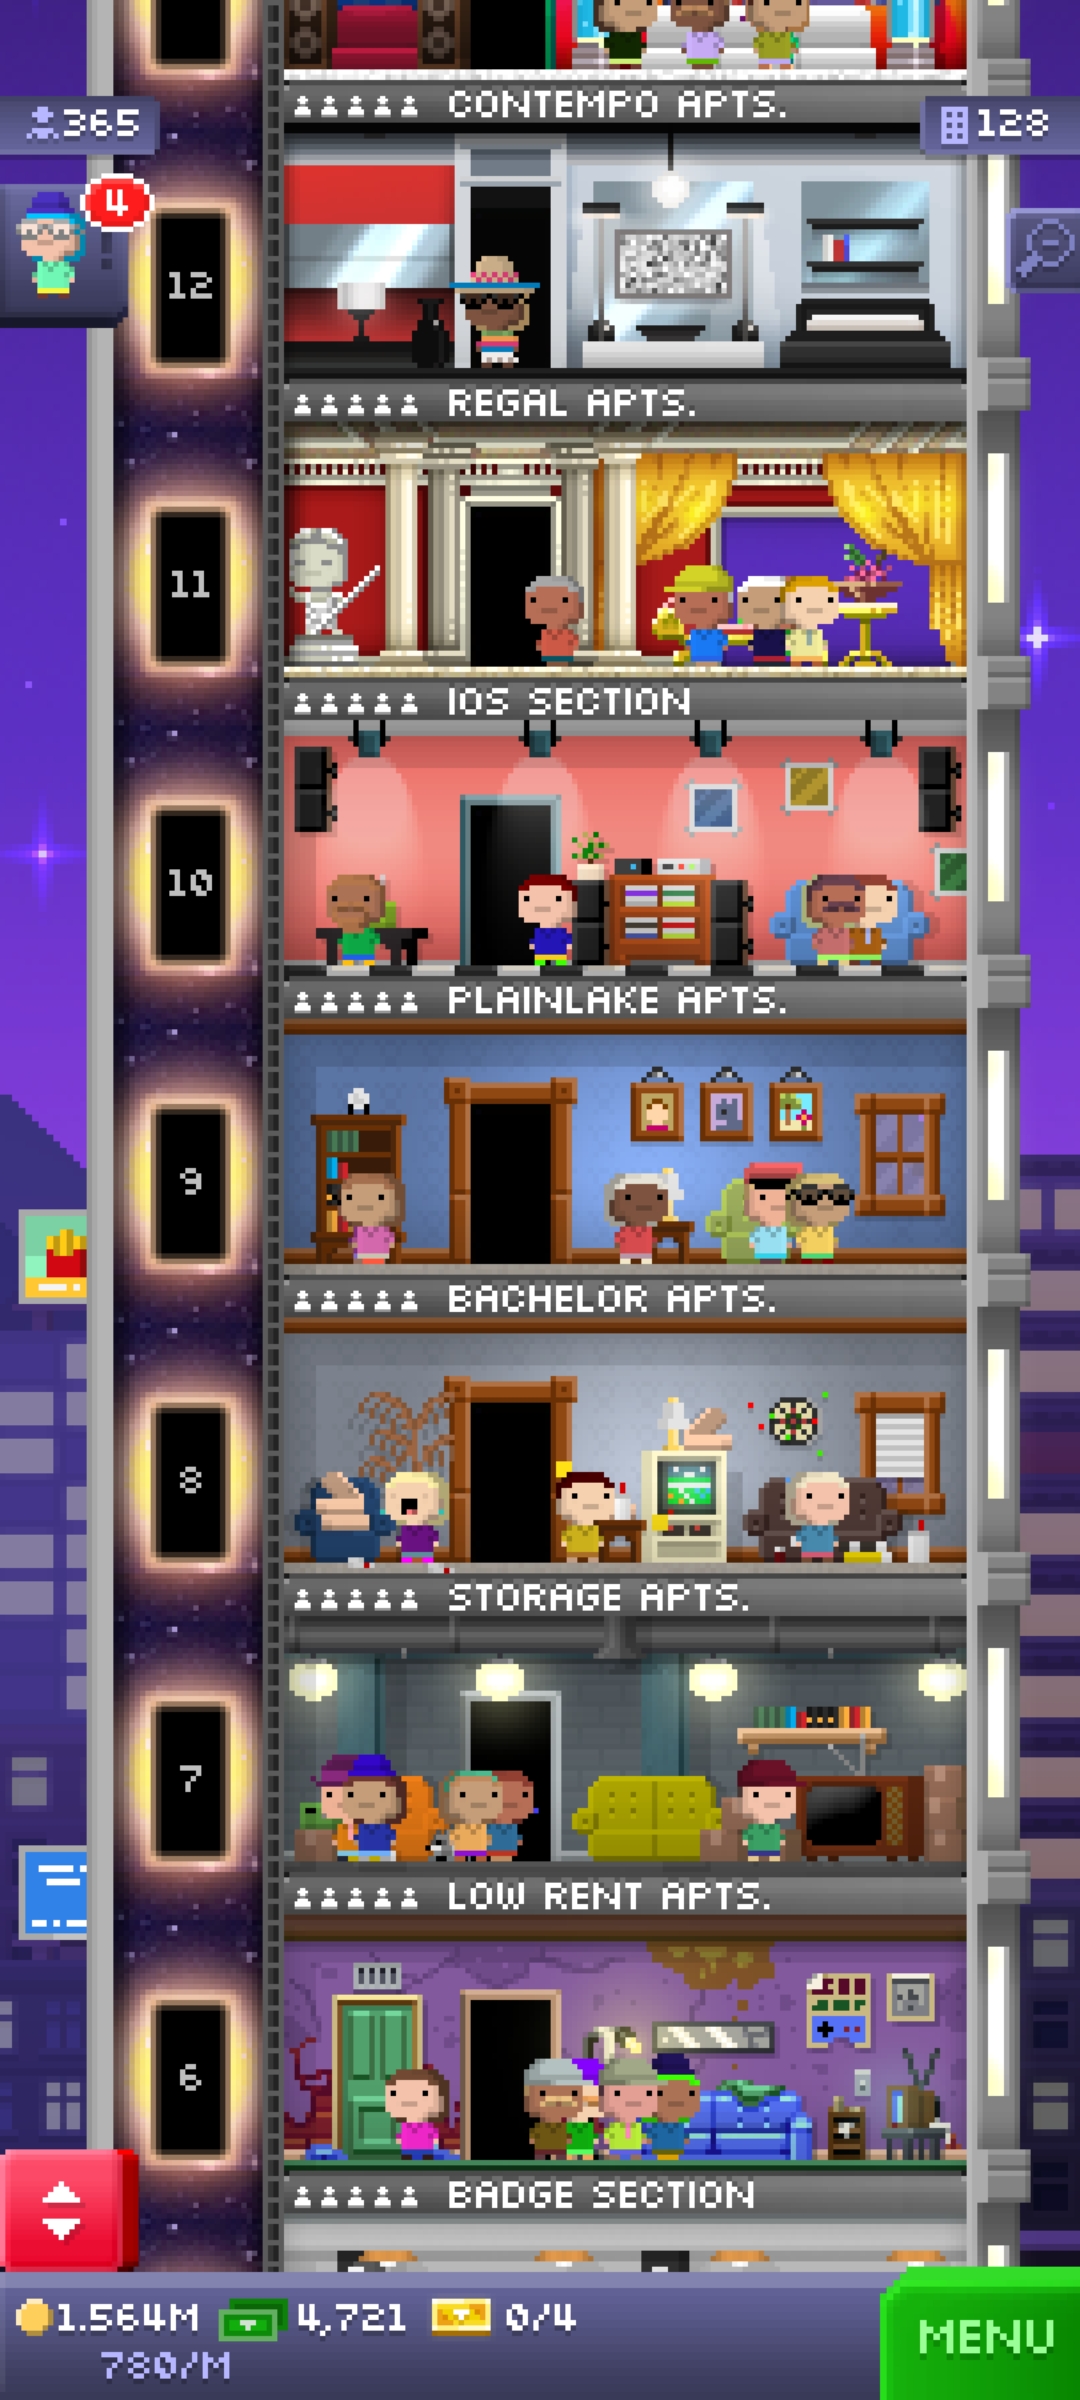 CONTEMPO APTS.
365
128
4
12
REGAL APTS.
11
IOS SECTION
10
PLAINLAKE APTS.
9
BACHELOR APTS.
8
STORAGE APTS.
7
LOW RENT APTS.
6
BADGE SECTION
1.564M 4,721 0/4
780/M
MENU